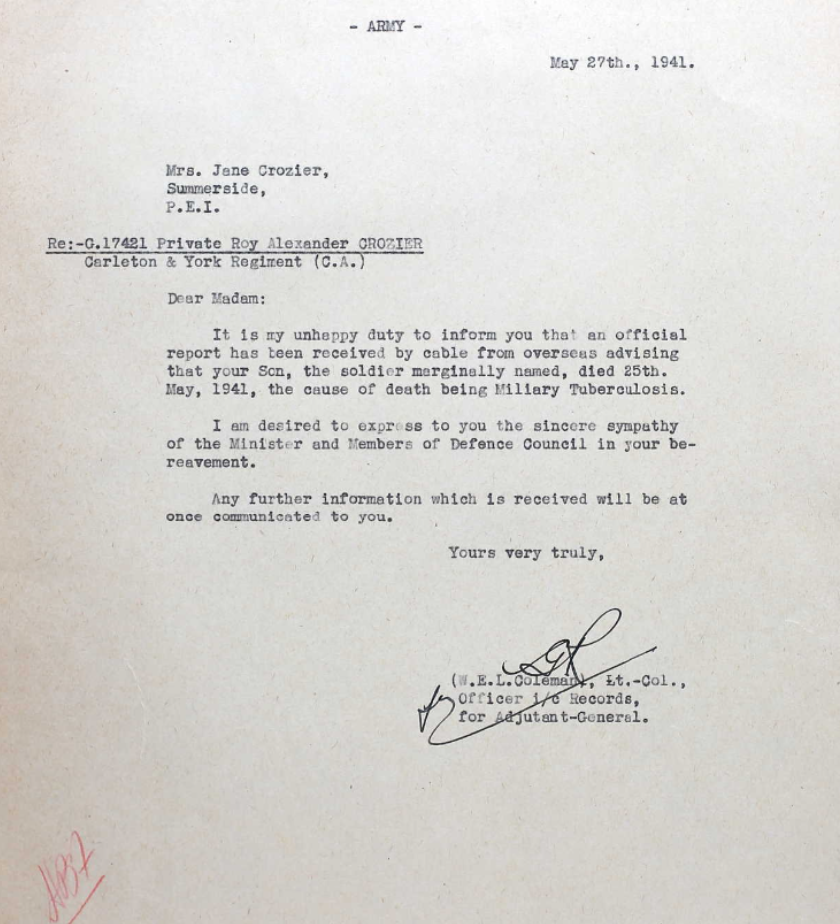 - ARMY -
May 27th., 1941.
Mrs. Jane Crozier,
Summerside,
P.E.I.
Re:-G.17421 Private Roy Alexander CROZIER
Carleton & York Regiment (C.A.)
Dear Madam:
It is my unhappy duty to inform you that an official
report has been received by cable from overseas advising
that your Son, the soldier marginally named, died 25th.
May, 1941, the cause of death being Miliary Tuberculosis.
I am desired to express to you the sincere sympathy
of the Minister and Members of Defence Council in your be-
reavement.
Any further information which is received will be at
once communicated to you.
Yours very truly,
(W.E.L.Coleman), Lt.-Col.,
Officer i/c Records,
for Adjutant-General.